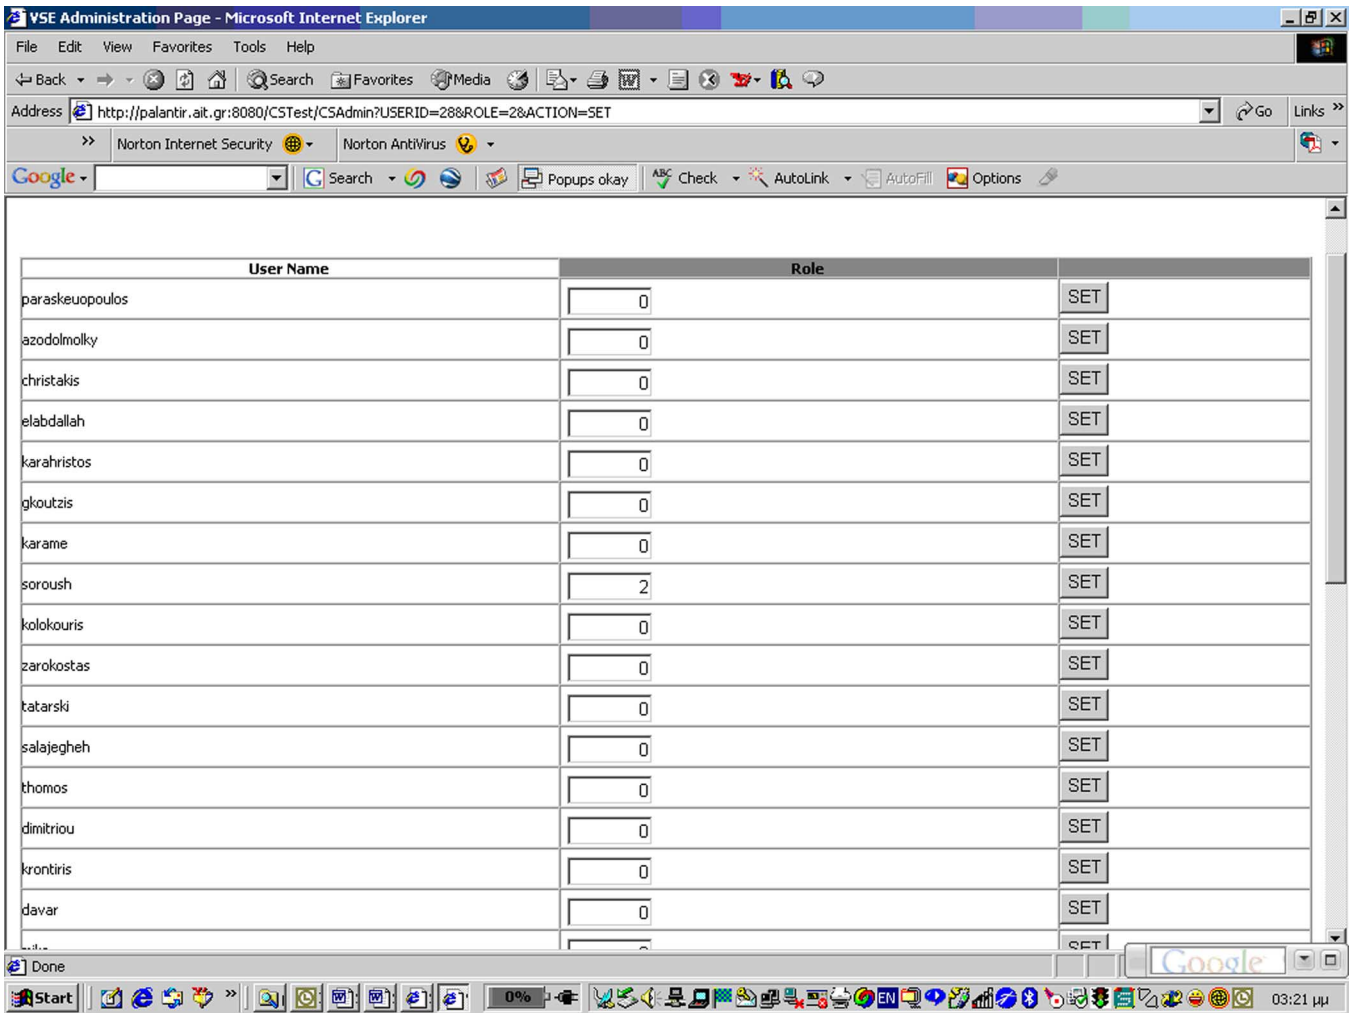 VSE Administration Page - Microsoft Internet Explorer
File Edit View Favorites Tools Help
Back Search Favorites Media
Address http://palantir.ait.gr:8080/CSTest/CSAdmin?USERID=28&ROLE=2&ACTION=SET Go Links »
» Norton Internet Security Norton AntiVirus
Google G Search Popups okay ABC Check AutoLink AutoFill Options
User Name Role
paraskeuopoulos 0 SET
azodolmolky 0 SET
christakis 0 SET
elabdallah 0 SET
karahristos 0 SET
gkoutzis 0 SET
karame 0 SET
soroush 2 SET
kolokouris 0 SET
zarokostas 0 SET
tatarski 0 SET
salajegheh 0 SET
thomos 0 SET
dimitriou 0 SET
krontiris 0 SET
davar 0 SET
SET
Done Google
Start » 0% EN 03:21 μμ